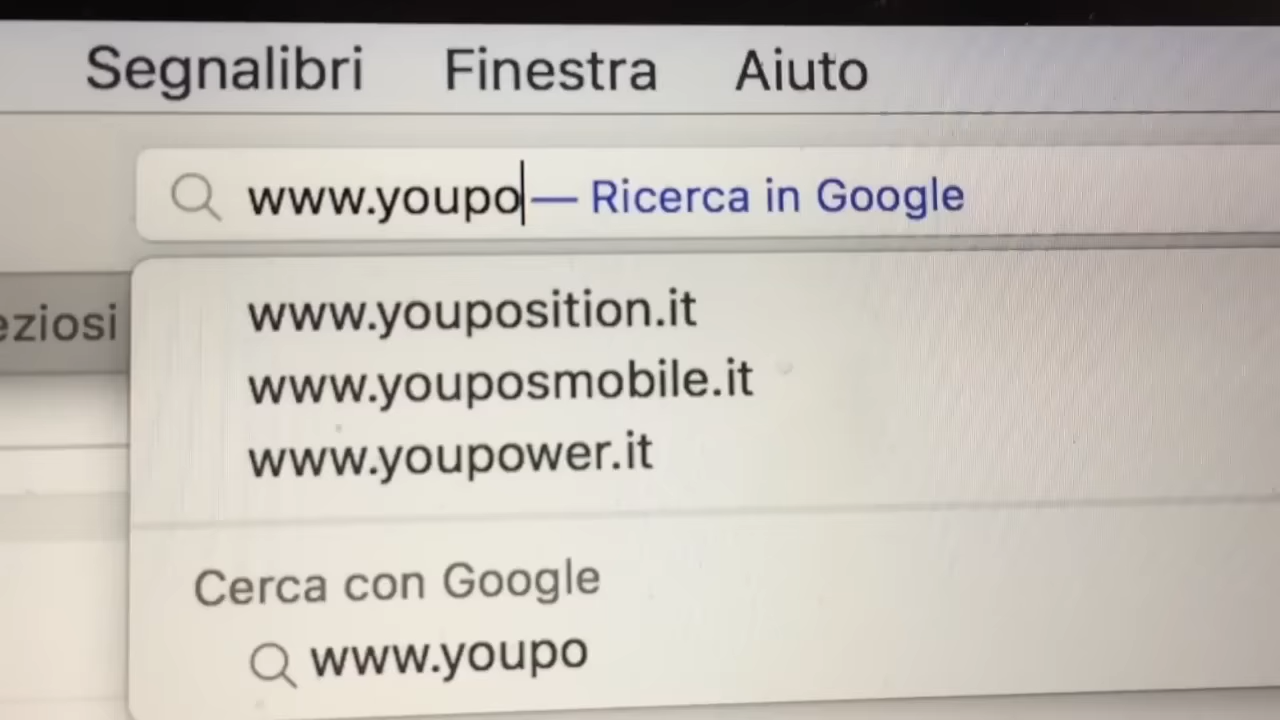 Segnalibri Finestra Aiuto
www.youpo — Ricerca in Google
www.youposition.it
eziosi
www.youposmobile.it
www.youpower.it
Cerca con Google
www.youpo